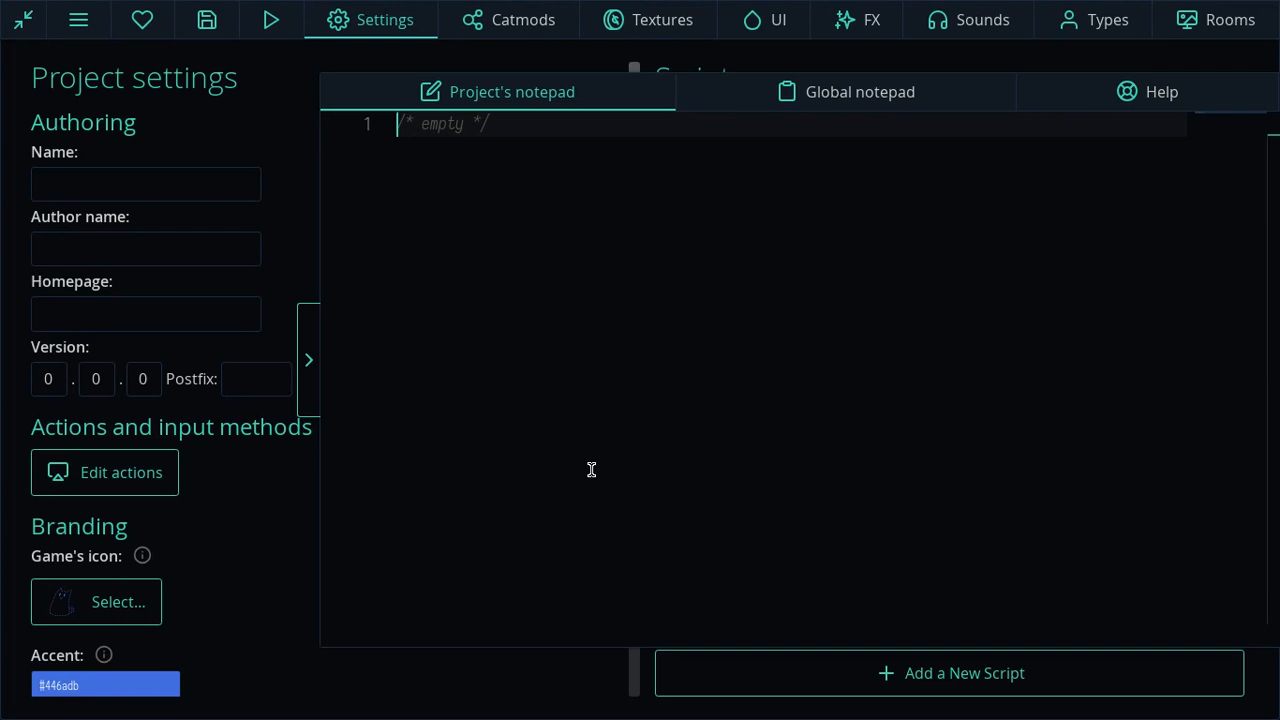 Settings
Catmods
Textures
UI
FX
Sounds
Types
Rooms
Project settings
Authoring
Name:
Author name:
Homepage:
Version:
0 . 0 . 0 Postfix:
Actions and input methods
Edit actions
Branding
Game's icon:
Select...
Accent:
#446adb
Project's notepad
Global notepad
Help
1 /* empty */
Add a New Script